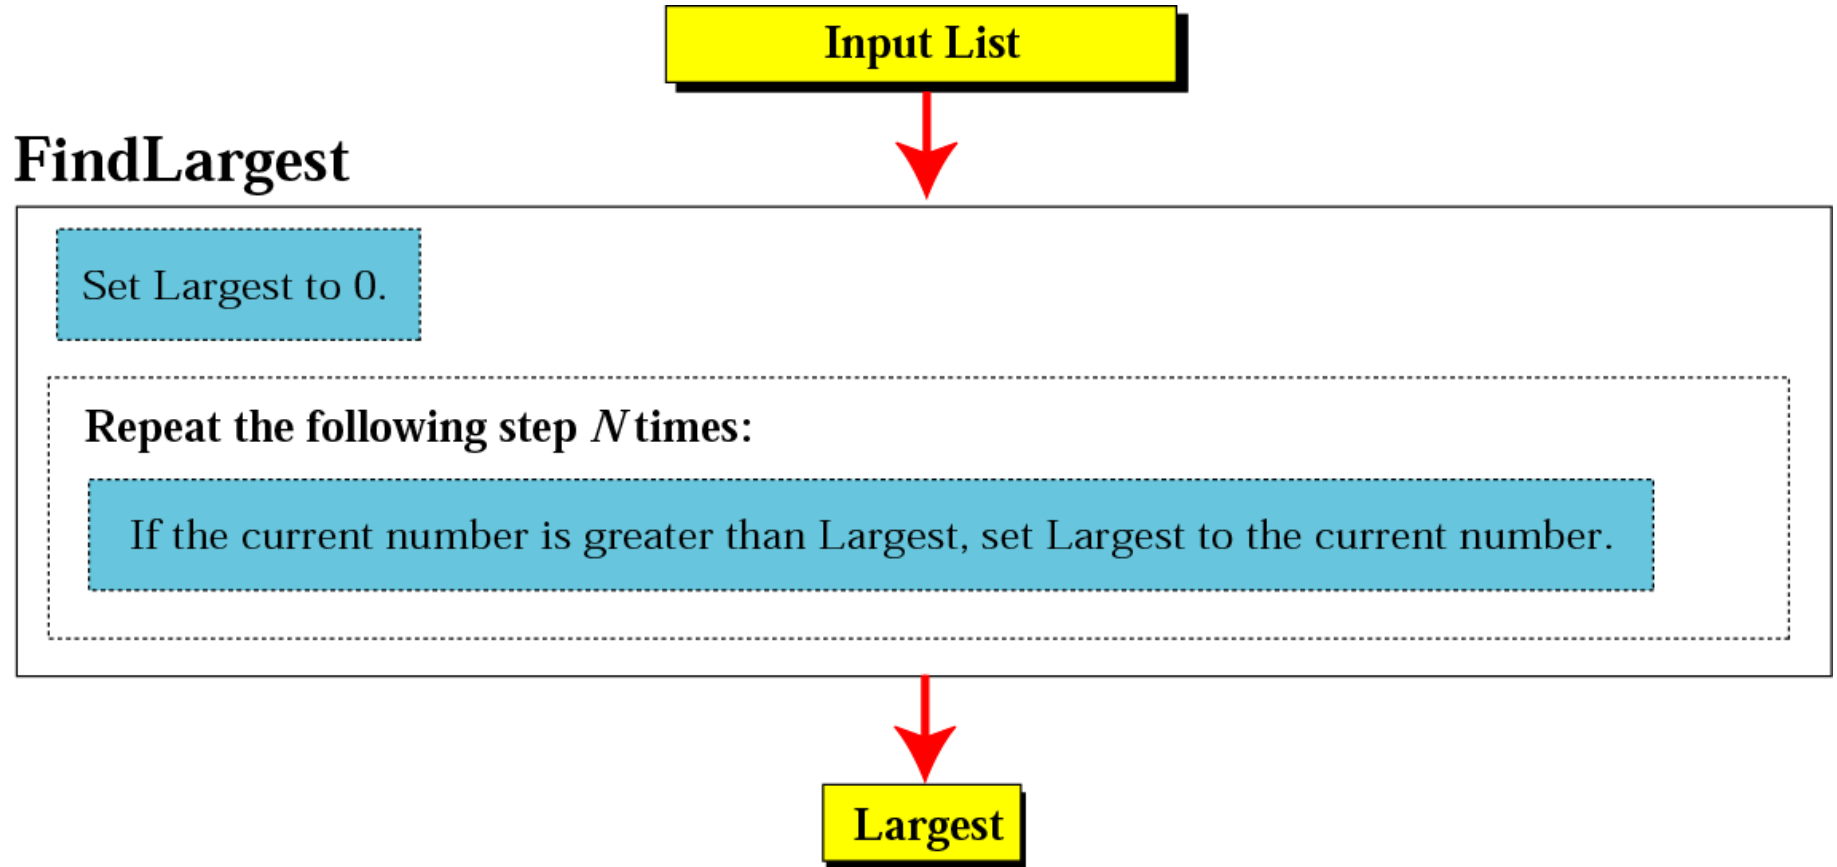 Input List
FindLargest
Set Largest to 0.
Repeat the following step N times:
If the current number is greater than Largest, set Largest to the current number.
Largest